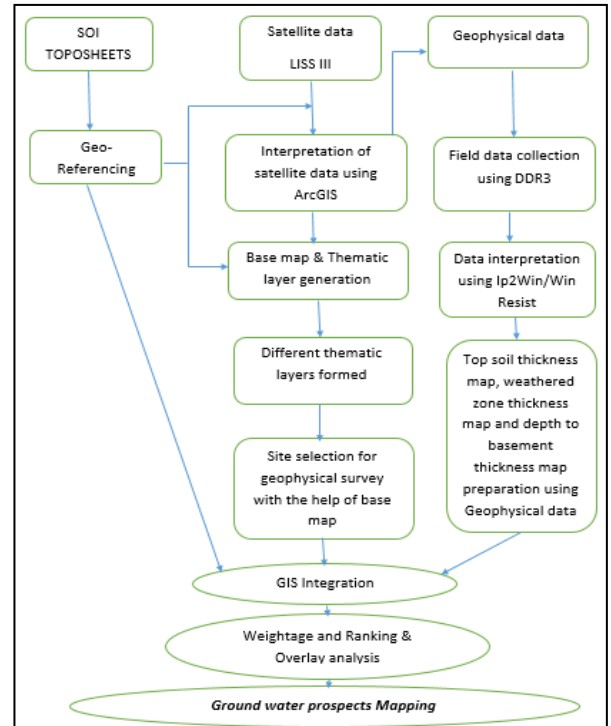 SOI
TOPOSHEETS
Satellite data
LISS III
Geophysical data
Geo-
Referencing
Interpretation of
satellite data using
ArcGIS
Field data collection
using DDR3
Base map & Thematic
layer generation
Data interpretation
using Ip2Win/Win
Resist
Different thematic
layers formed
Top soil thickness
map, weathered
zone thickness
map and depth to
basement
thickness map
preparation using
Geophysical data
Site selection for
geophysical survey
with the help of base
map
GIS Integration
Weightage and Ranking &
Overlay analysis
Ground water prospects Mapping